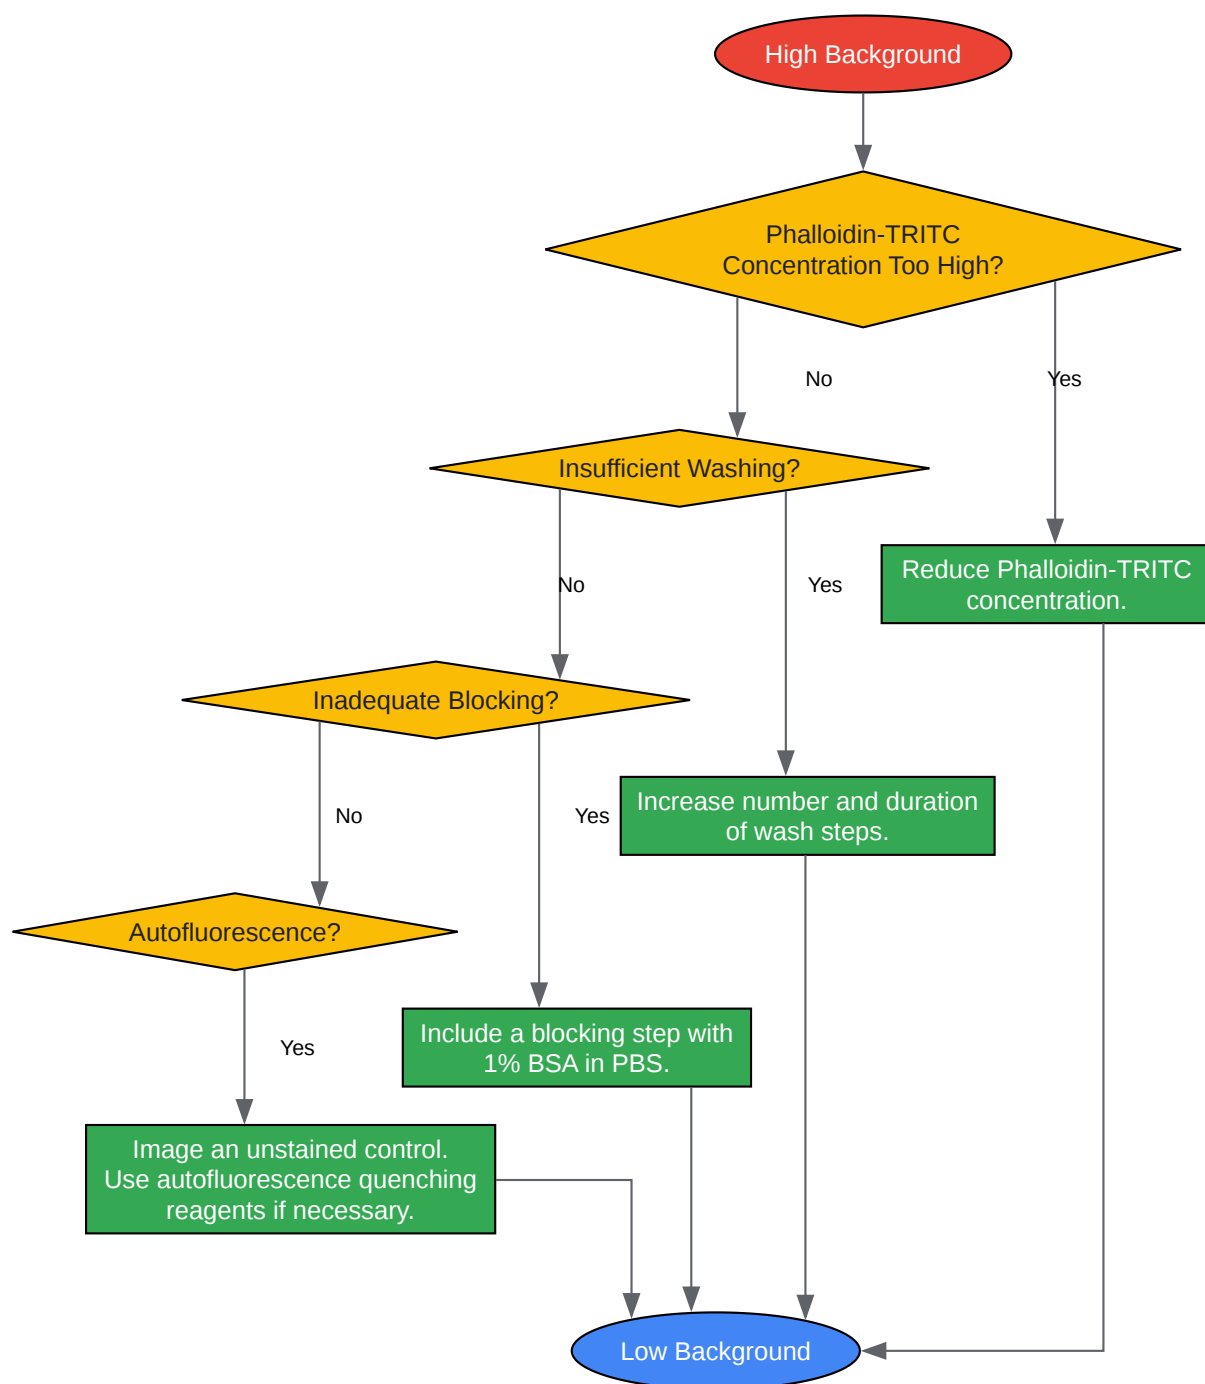 High Background
Phalloidin-TRITC
Concentration Too High?
No
Yes
Insufficient Washing?
No
Yes
Reduce Phalloidin-TRITC
concentration.
Inadequate Blocking?
No
Yes
Increase number and duration
of wash steps.
Autofluorescence?
Yes
Include a blocking step with
1% BSA in PBS.
Image an unstained control.
Use autofluorescence quenching
reagents if necessary.
Low Background